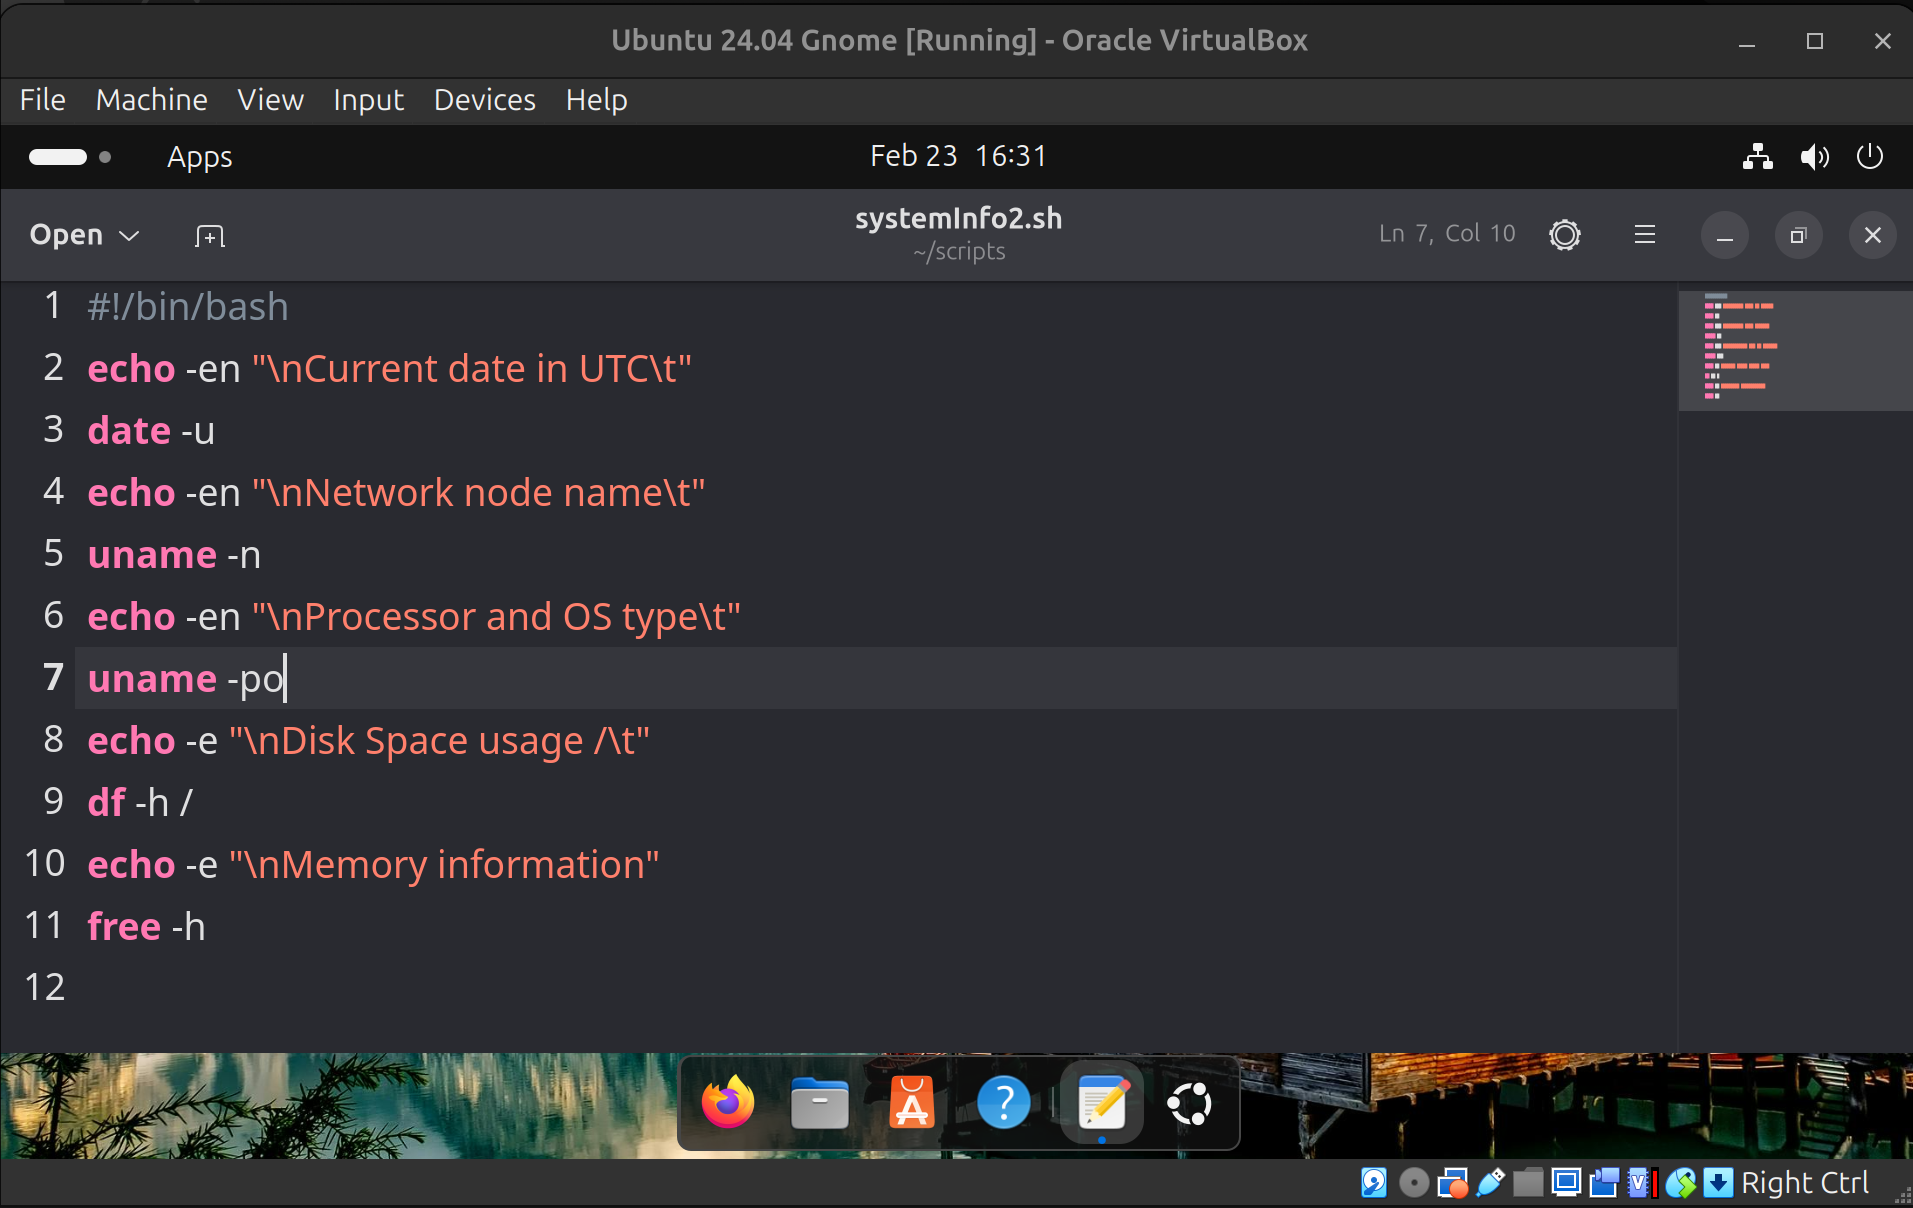 Ubuntu 24.04 Gnome [Running] - Oracle VirtualBox
File Machine View Input Devices Help
Apps Feb 23 16:31
Open systemInfo2.sh Ln 7, Col 10
~/scripts
1 #!/bin/bash
2 echo -en "\nCurrent date in UTC\t"
3 date -u
4 echo -en "\nNetwork node name\t"
5 uname -n
6 echo -en "\nProcessor and OS type\t"
7 uname -po
8 echo -e "\nDisk Space usage /\t"
9 df -h /
10 echo -e "\nMemory information"
11 free -h
12
Right Ctrl